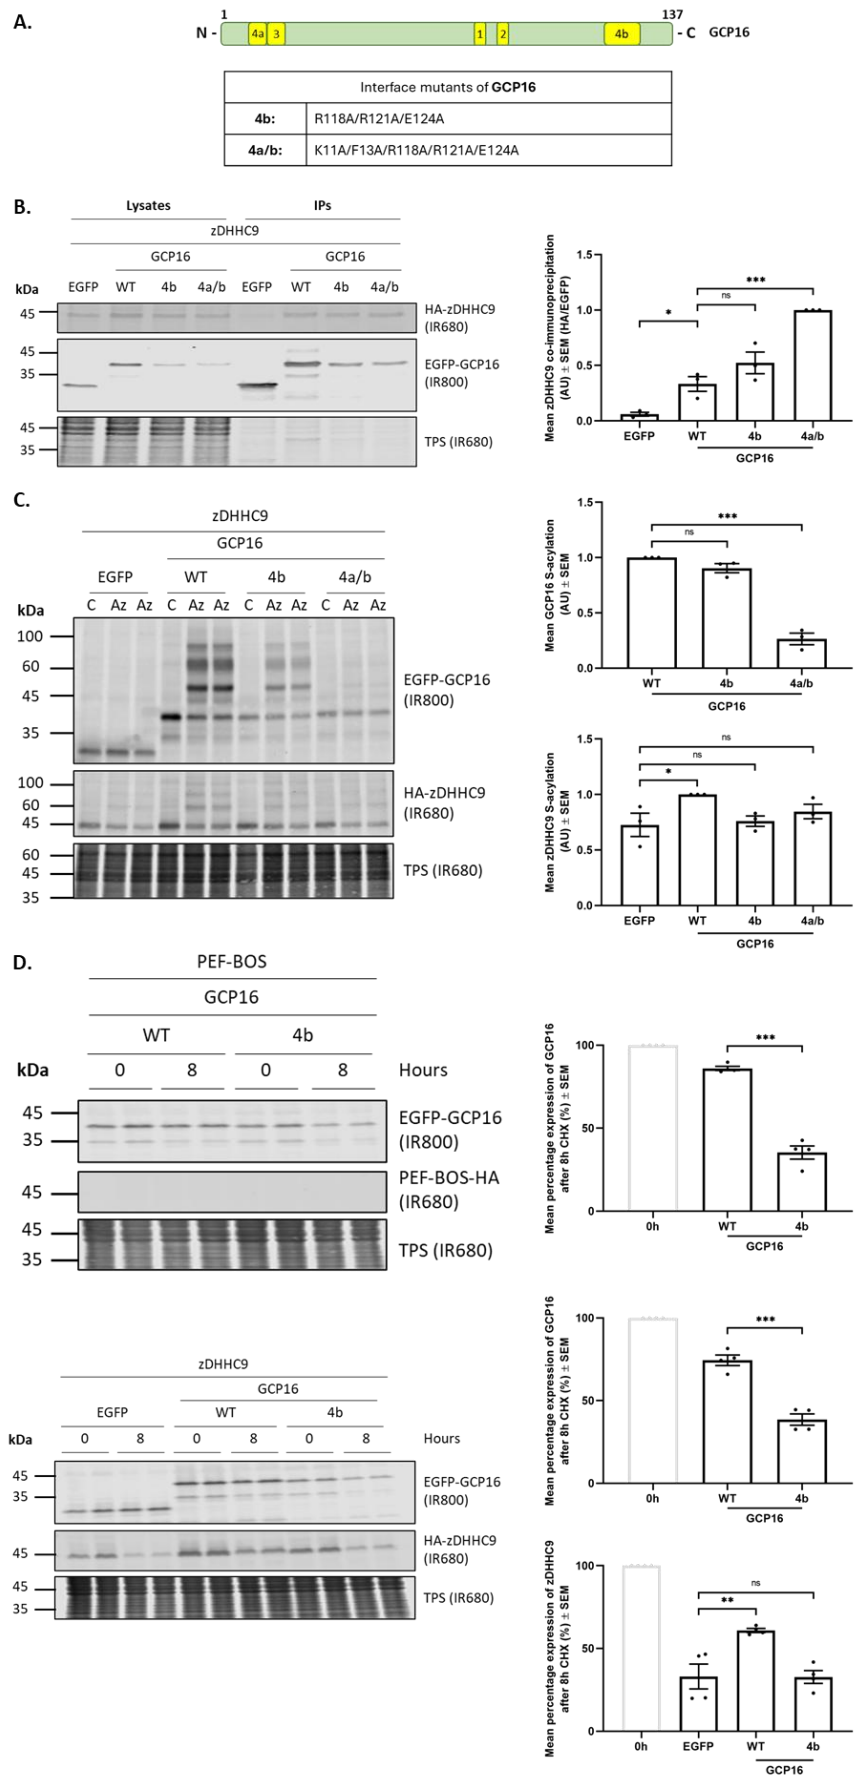 A.
1 137
N - 4a 3 1 2 4b - C GCP16
Interface mutants of GCP16
4b: R118A/R121A/E124A
4a/b: K11A/F13A/R118A/R121A/E124A
B.
Lysates IPs
zDHHC9
GCP16 GCP16
kDa EGFP WT 4b 4a/b EGFP WT 4b 4a/b
45 HA-zDHHC9
(IR680)
45
35
EGFP-GCP16
(IR800)
45
35
TPS (IR680)
Mean zDHHC9 co-immunoprecipitation
(AU) ± SEM (HA/EGFP)
1.5
1.0
0.5
0.0
***
ns
*
EGFP WT 4b 4a/b
GCP16
C.
zDHHC9
GCP16
EGFP WT 4b 4a/b
kDa C Az Az C Az Az C Az Az C Az Az
100
60
45
35
EGFP-GCP16
(IR800)
100
60
45
HA-zDHHC9
(IR680)
60
45
35
TPS (IR680)
Mean GCP16 S-acylation
(AU) ± SEM
1.5
1.0
0.5
0.0
***
ns
WT 4b 4a/b
GCP16
Mean zDHHC9 S-acylation
(AU) ± SEM
1.5
1.0
0.5
0.0
ns
ns
*
EGFP WT 4b 4a/b
GCP16
D.
PEF-BOS
GCP16
WT 4b
kDa 0 8 0 8 Hours
45
35
EGFP-GCP16
(IR800)
45
PEF-BOS-HA
(IR680)
45
35
TPS (IR680)
Mean percentage expression of GCP16
after 8h CHX (%) ± SEM
100
50
0
***
0h WT 4b
GCP16
zDHHC9
GCP16
EGFP WT 4b
kDa 0 8 0 8 0 8 Hours
45
35
EGFP-GCP16
(IR800)
45
HA-zDHHC9
(IR680)
45
35
TPS (IR680)
Mean percentage expression of GCP16
after 8h CHX (%) ± SEM
100
50
0
***
0h WT 4b
GCP16
Mean percentage expression of zDHHC9
after 8h CHX (%) ± SEM
100
50
0
ns
**
0h EGFP WT 4b
GCP16